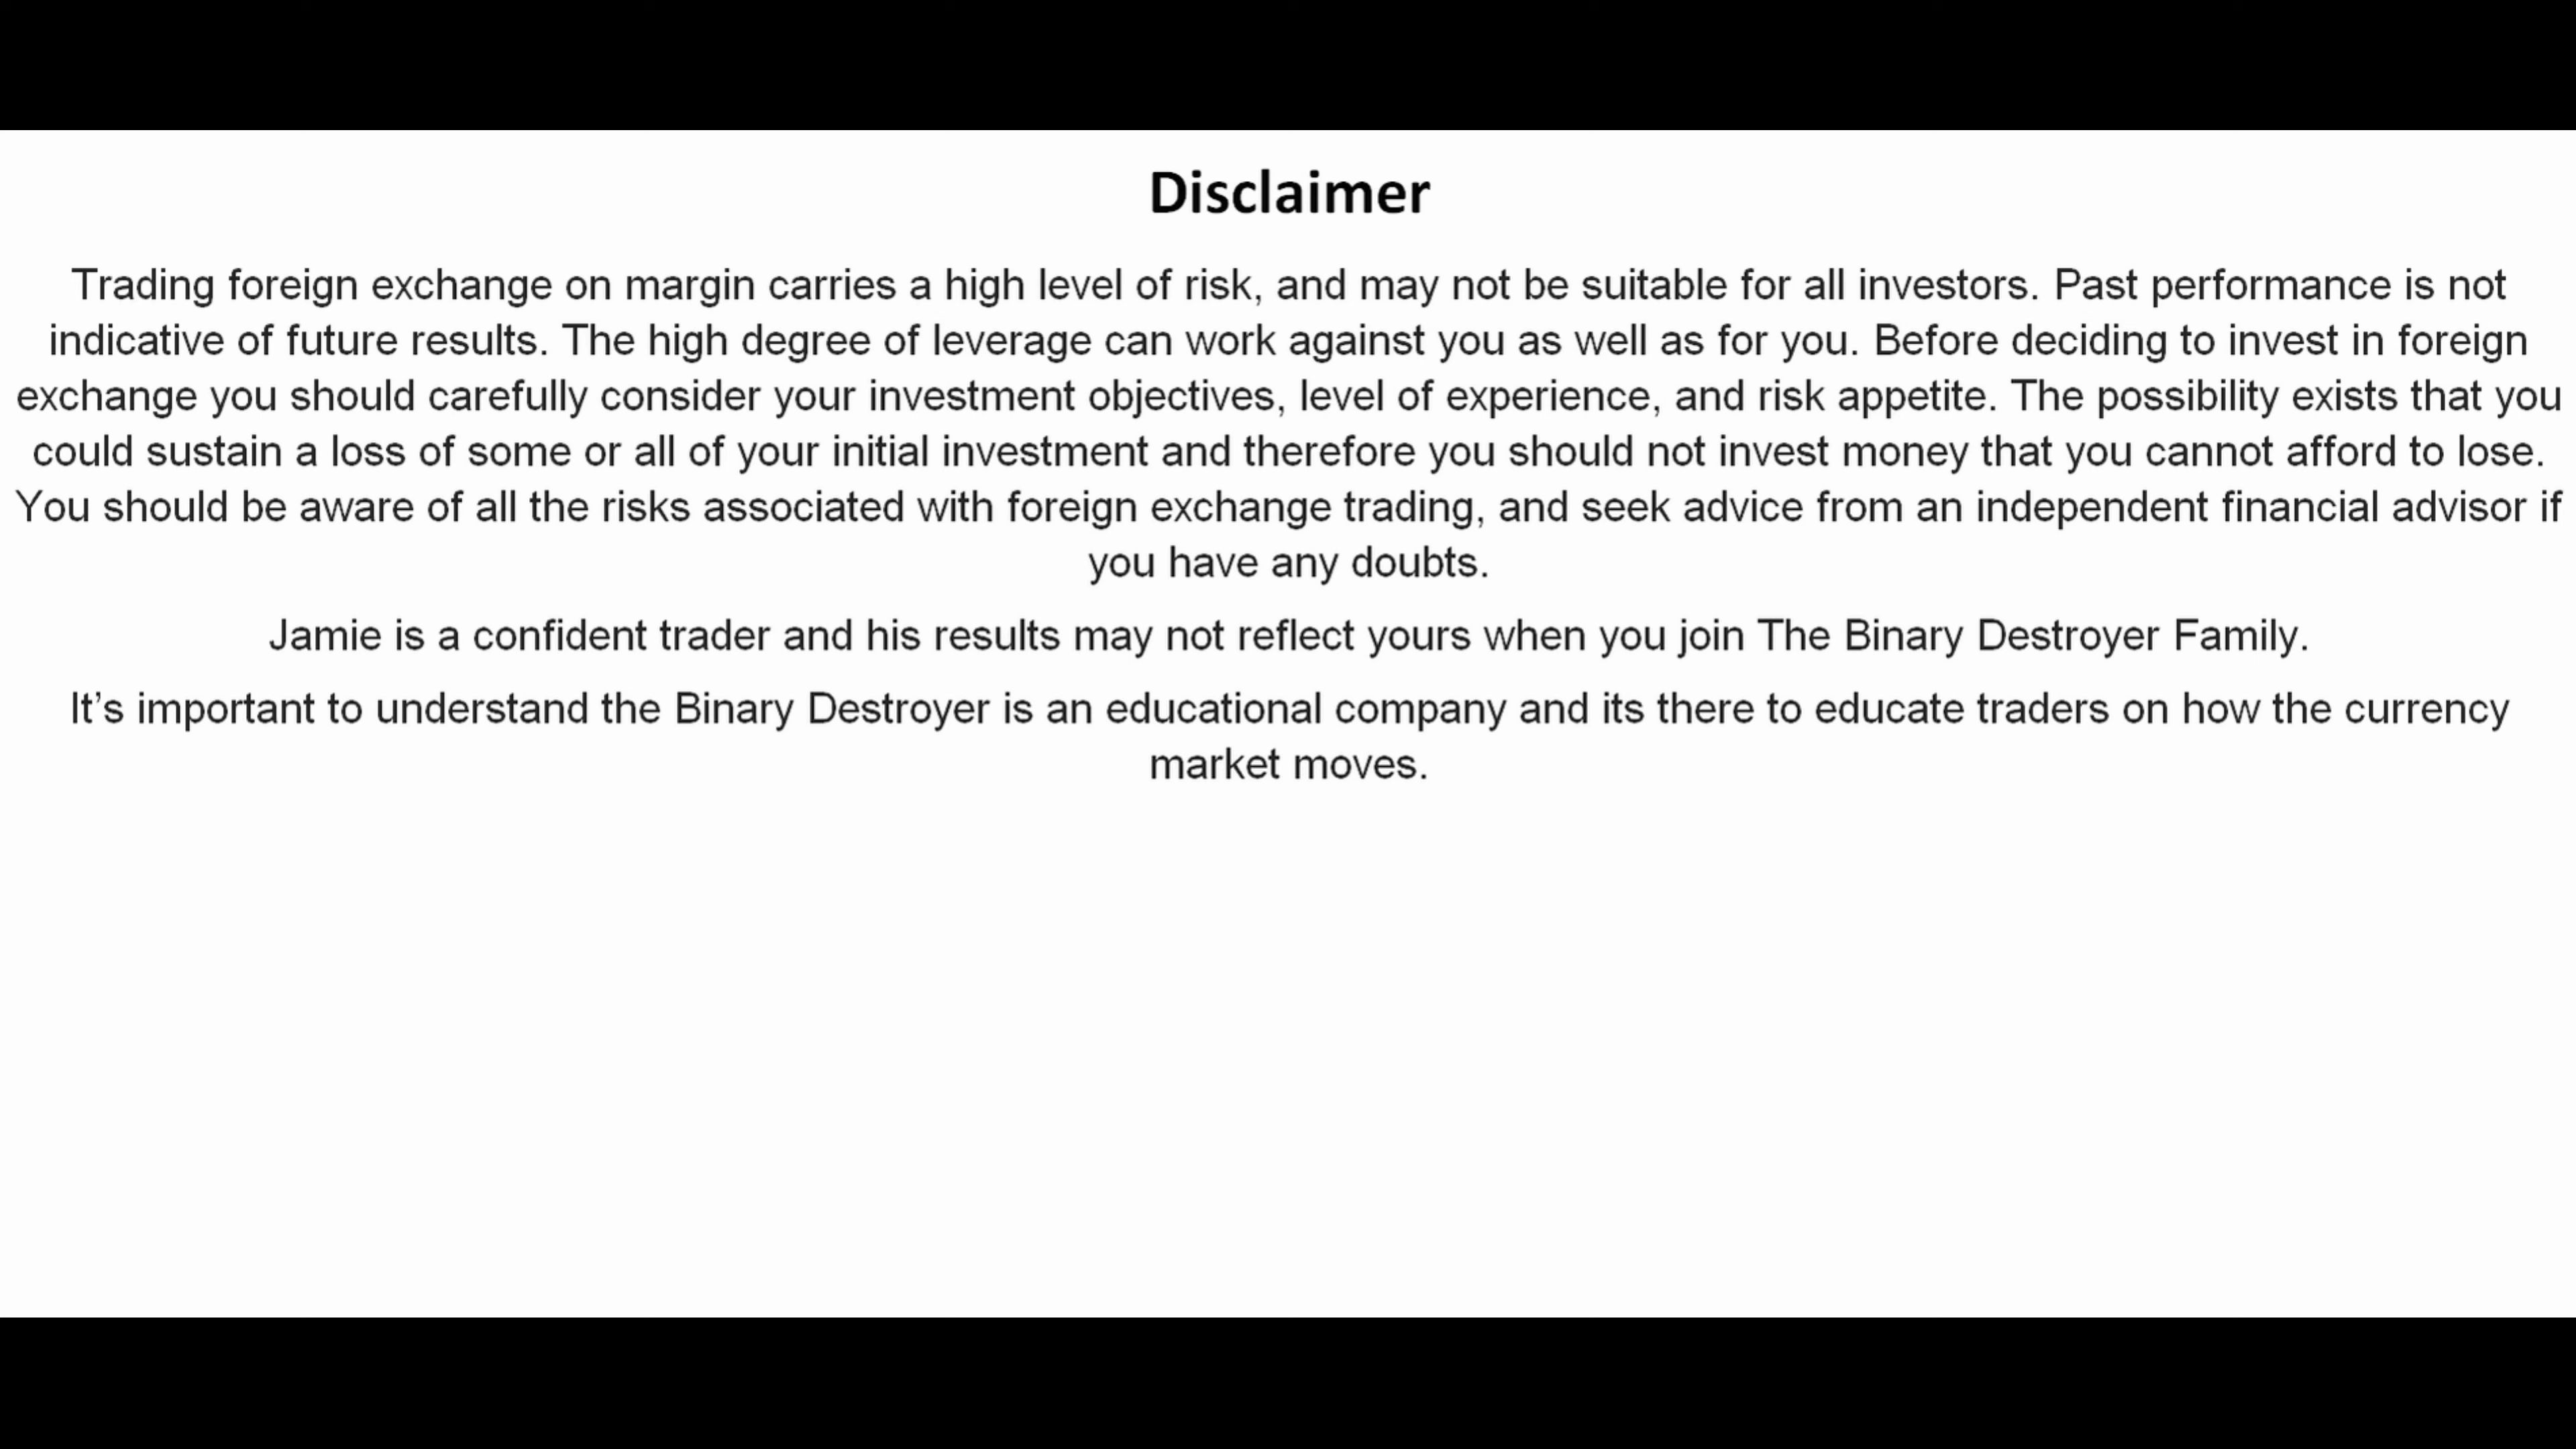 Disclaimer
Trading foreign exchange on margin carries a high level of risk, and may not be suitable for all investors. Past performance is not
indicative of future results. The high degree of leverage can work against you as well as for you. Before deciding to invest in foreign
exchange you should carefully consider your investment objectives, level of experience, and risk appetite. The possibility exists that you
could sustain a loss of some or all of your initial investment and therefore you should not invest money that you cannot afford to lose.
You should be aware of all the risks associated with foreign exchange trading, and seek advice from an independent financial advisor if
you have any doubts.
Jamie is a confident trader and his results may not reflect yours when you join The Binary Destroyer Family.
It’s important to understand the Binary Destroyer is an educational company and its there to educate traders on how the currency
market moves.